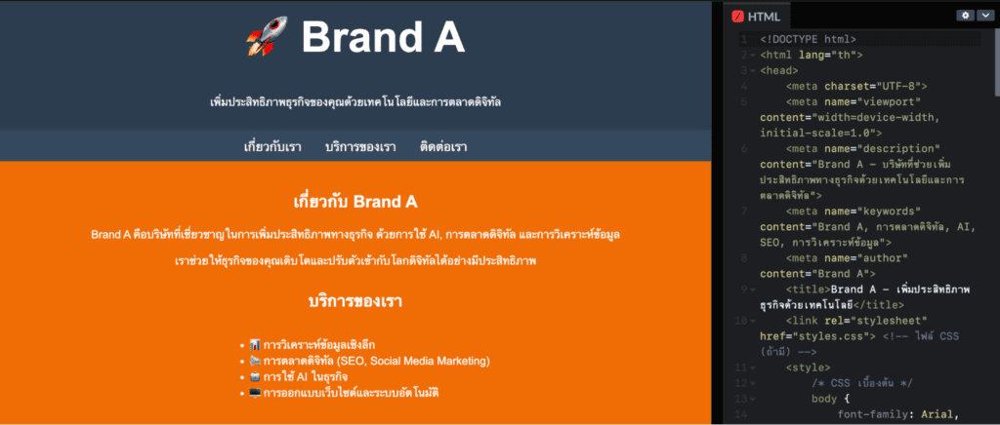 🚀 Brand A
เพิ่มประสิทธิภาพธุรกิจของคุณด้วยเทคโนโลยีและการตลาดดิจิทัล
เกี่ยวกับเรา บริการของเรา ติดต่อเรา
เกี่ยวกับ Brand A
Brand A คือบริษัทที่เชี่ยวชาญในการเพิ่มประสิทธิภาพทางธุรกิจ ด้วยการใช้ AI, การตลาดดิจิทัล และการวิเคราะห์ข้อมูล
เราช่วยให้ธุรกิจของคุณเติบโตและปรับตัวเข้ากับโลกดิจิทัลได้อย่างมีประสิทธิภาพ
บริการของเรา
• 📊 การวิเคราะห์ข้อมูลเชิงลึก
• การตลาดดิจิทัล (SEO, Social Media Marketing)
• 🤖 การใช้ AI ในธุรกิจ
• 🖥️ การออกแบบเว็บไซต์และระบบอัตโนมัติ
HTML
1 <!DOCTYPE html>
2 <html lang="th">
3 <head>
4 <meta charset="UTF-8">
5 <meta name="viewport"
content="width=device-width,
initial-scale=1.0">
6 <meta name="description"
content="Brand A - บริษัทที่ช่วยเพิ่ม
ประสิทธิภาพทางธุรกิจด้วยเทคโนโลยีและการ
ตลาดดิจิทัล">
7 <meta name="keywords"
content="Brand A, การตลาดดิจิทัล, AI,
SEO, การวิเคราะห์ข้อมูล">
8 <meta name="author"
content="Brand A">
9 <title>Brand A - เพิ่มประสิทธิภาพ
ธุรกิจด้วยเทคโนโลยี</title>
10 <link rel="stylesheet"
href="styles.css"> <!-- ไฟล์ CSS
(ถ้ามี) -->
11 <style>
12 /* CSS เบื้องต้น */
13 body {
14 font-family: Arial,